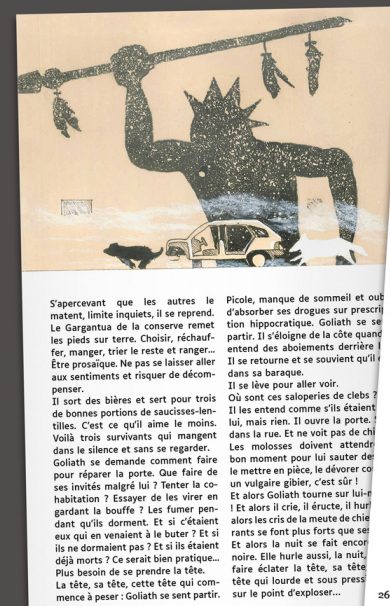 S'apercevant que les autres le
matent, limite inquiets, il se reprend.
Le Gargantua de la conserve remet
les pieds sur terre. Choisir, réchauf-
fer, manger, trier le reste et ranger...
Être prosaïque. Ne pas se laisser aller
aux sentiments et risquer de décom-
penser.
Il sort des bières et sert pour trois
de bonnes portions de saucisses-len-
tilles. C'est ce qu'il aime le moins.
Voilà trois survivants qui mangent
dans le silence et sans se regarder.
Goliath se demande comment faire
pour réparer la porte. Que faire de
ses invités malgré lui ? Tenter la co-
habitation ? Essayer de les virer en
gardant la bouffe ? Les fumer pen-
dant qu'ils dorment. Et si c'étaient
eux qui en venaient à le buter ? Et si
ils ne dormaient pas ? Et si ils étaient
déjà morts ? Ce serait bien pratique...
Plus besoin de se prendre la tête.
La tête, sa tête, cette tête qui com-
mence à peser : Goliath se sent partir.
Picole, manque de sommeil et oub
d'absorber ses drogues sur prescri
tion hippocratique. Goliath se se
partir. Il s'éloigne de la côte quand
entend des aboiements derrière l
Il se retourne et se souvient qu'il
dans sa baraque.
Il se lève pour aller voir.
Où sont ces saloperies de clebs ?
Il les entend comme s'ils étaient
lui, mais rien. Il ouvre la porte.
dans la rue. Et ne voit pas de chi
Les molosses doivent attendr
bon moment pour lui sauter des
le mettre en pièce, le dévorer co
un vulgaire gibier, c'est sûr !
Et alors Goliath tourne sur lui-n
! Et alors il crie, il éructe, il hur
alors les cris de la meute de chie
rants se font plus forts que se
Et alors la nuit se fait encor
noire. Elle hurle aussi, la nuit,
faire éclater la tête, sa tête
tête qui lourde et sous press
sur le point d'exploser...
26